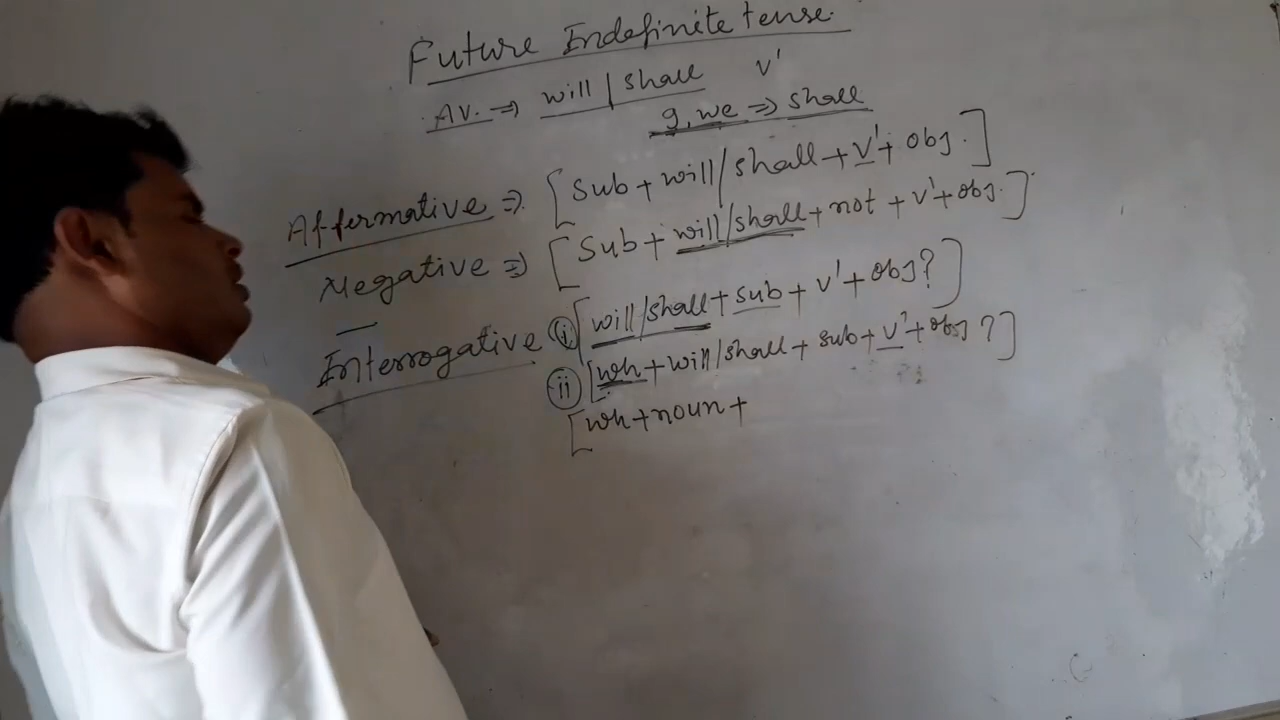 Future Indefinite tense.
AV. ⇒ will / shall V'
I, we ⇒ shall
Affermative ⇒ [Sub + will / shall + V' + obj.]
Negative ⇒ [Sub + will / shall + not + V' + obj.]
Interrogative (i) [will / shall + sub + V' + obj ?]
(ii) [wh + will / shall + sub + V' + obj ?]
[wh + noun +